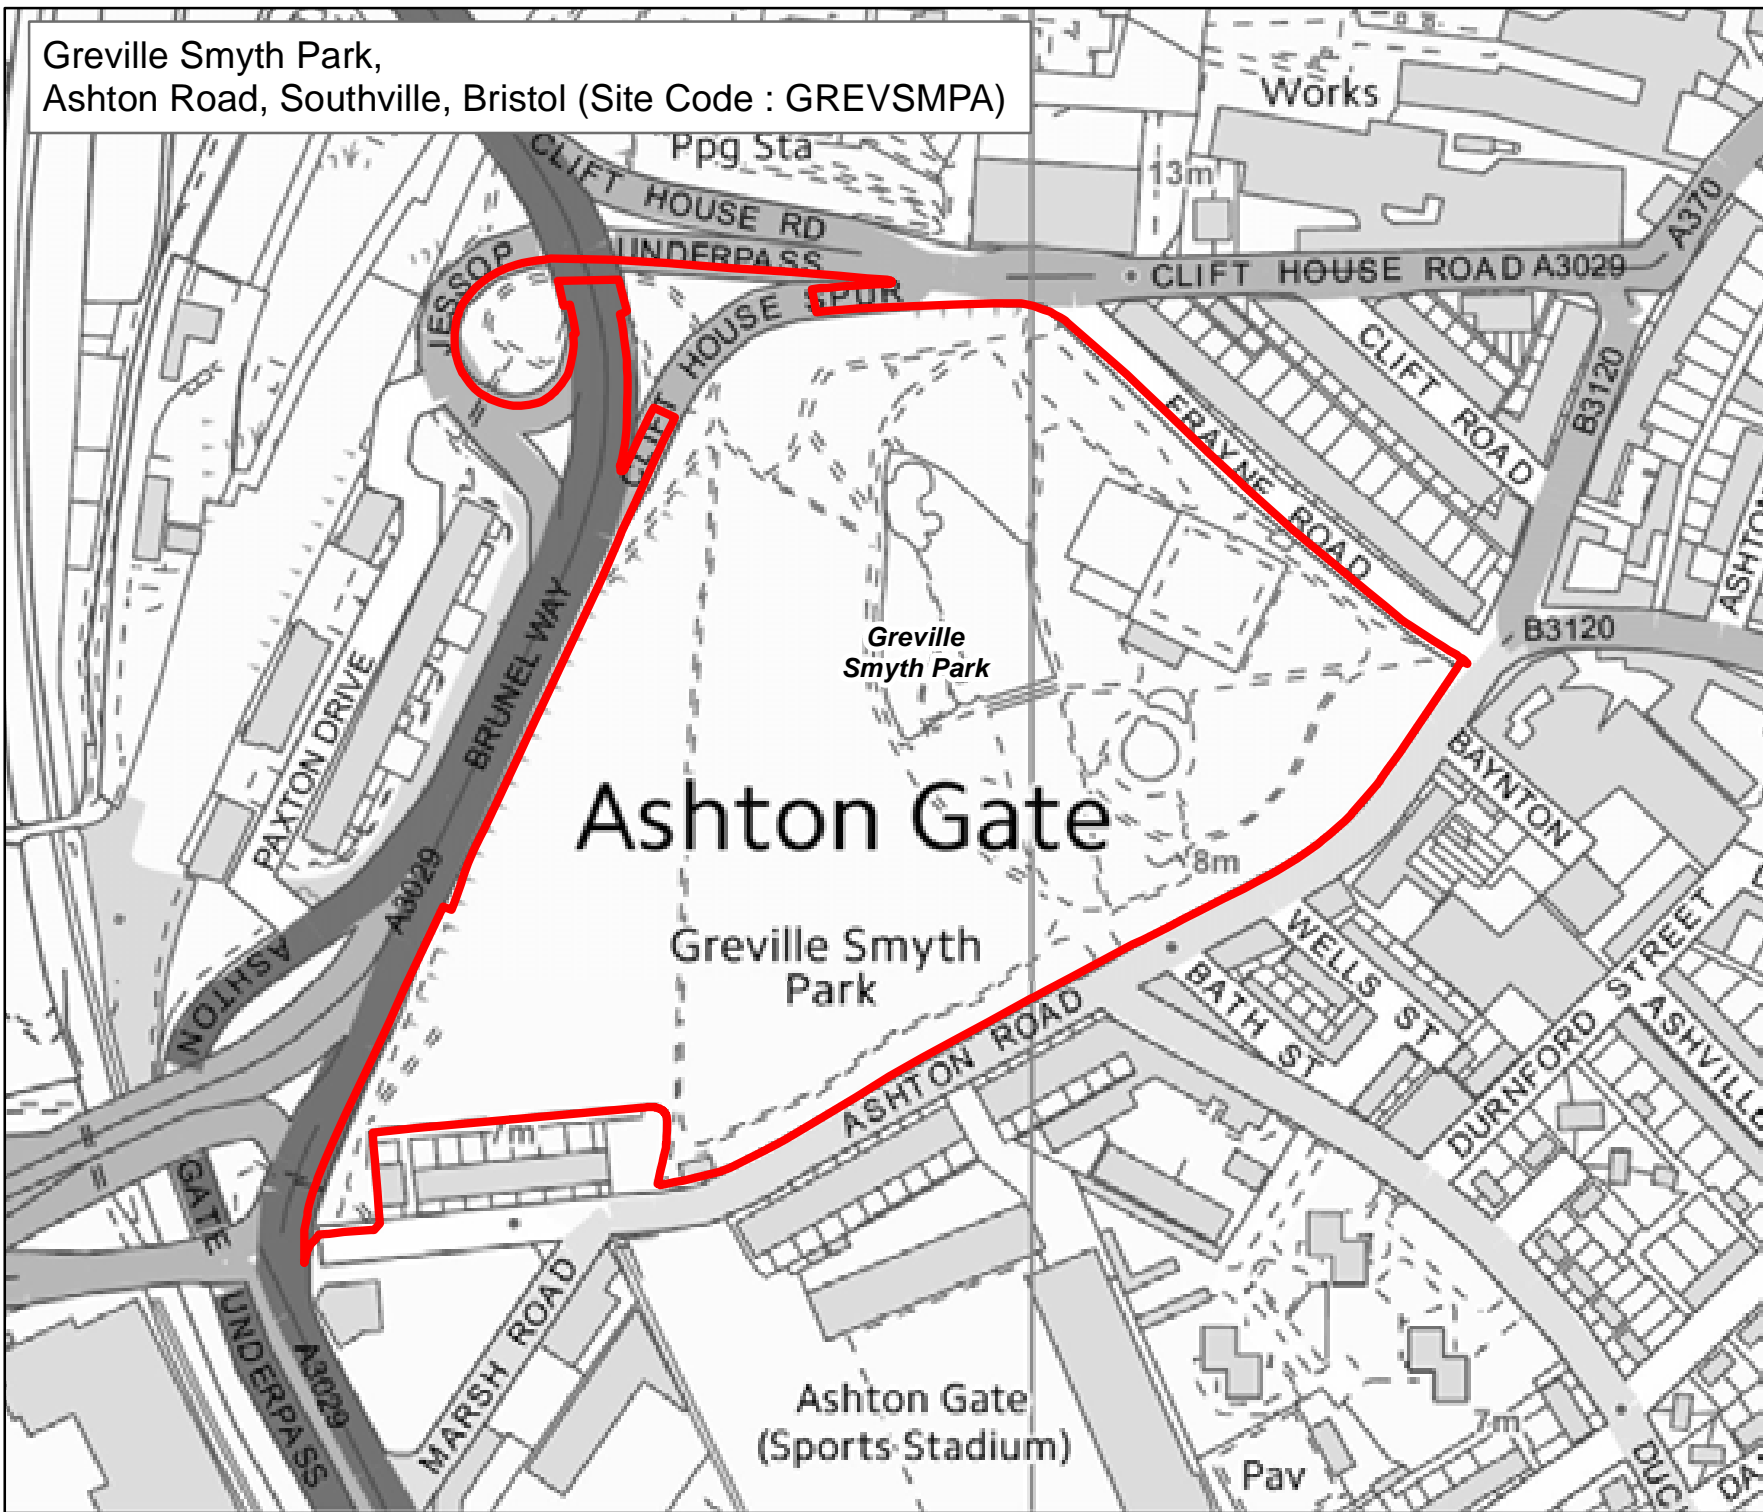 Greville Smyth Park,
Ashton Road, Southville, Bristol (Site Code : GREVSMPA)
Works
Ppg Sta
13m
CLIFT HOUSE RD
A370
JESSOP
UNDERPASS
CLIFT HOUSE ROAD A3029
CLIFT HOUSE SPUR
CLIFT ROAD
B3120
FRAYNE ROAD
BRUNEL WAY
Greville
Smyth Park
B3120
PAXTON DRIVE
BAYNTON
Ashton Gate
8m
A3029
Greville Smyth
Park
WELLS ST
STREET
ASHTON
BATH ST
ASHTON ROAD
DURNFORD
ASHVILLE
7m
GATE
UNDERPASS
A3029
MARSH ROAD
Ashton Gate
(Sports Stadium)
7m
Pav
DUC